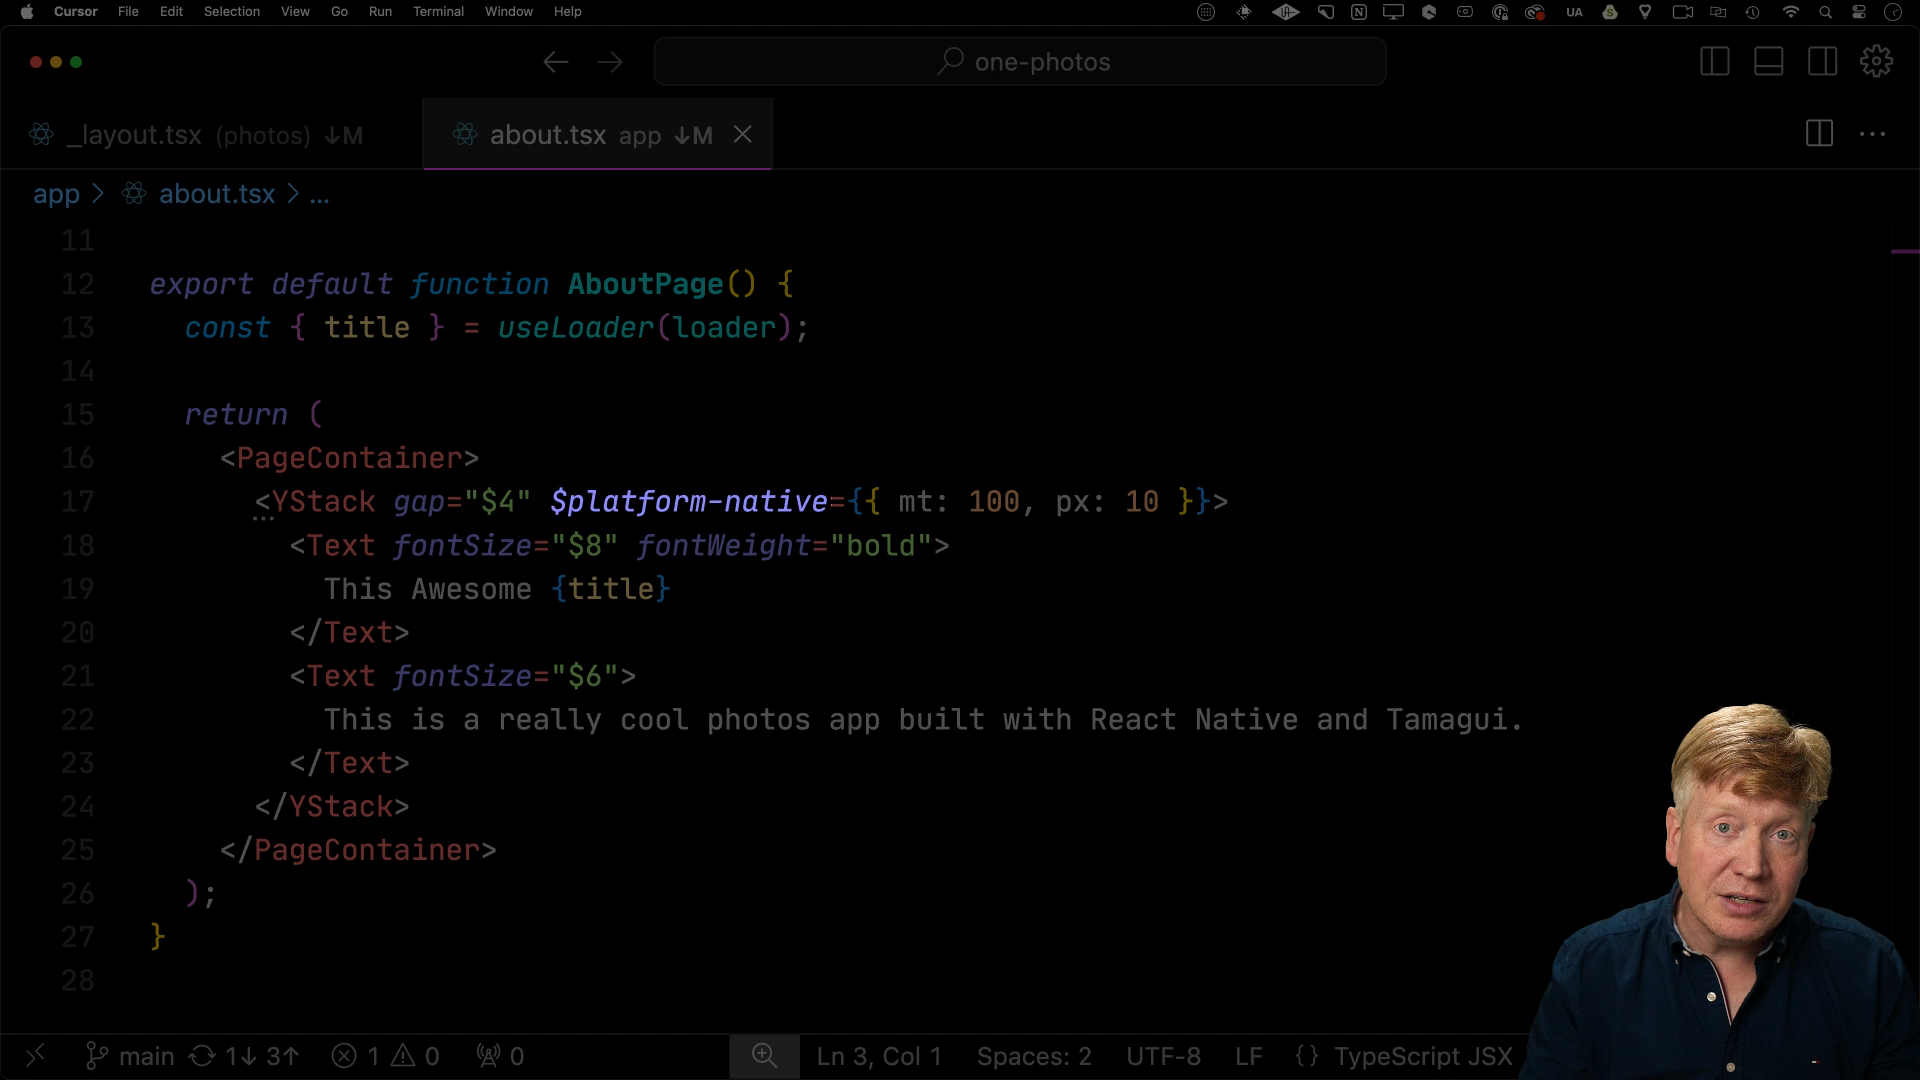 Cursor File Edit Selection View Go Run Terminal Window Help UA
one-photos
_layout.tsx (photos) ↓M about.tsx app ↓M
app > about.tsx > ...
11
12 export default function AboutPage() {
13 const { title } = useLoader(loader);
14
15 return (
16 <PageContainer>
17 <YStack gap="$4" $platform-native={{ mt: 100, px: 10 }}>
18 <Text fontSize="$8" fontWeight="bold">
19 This Awesome {title}
20 </Text>
21 <Text fontSize="$6">
22 This is a really cool photos app built with React Native and Tamagui.
23 </Text>
24 </YStack>
25 </PageContainer>
26 );
27 }
28
main 1↓ 3↑ 1 0 0 Ln 3, Col 1 Spaces: 2 UTF-8 LF {} TypeScript JSX